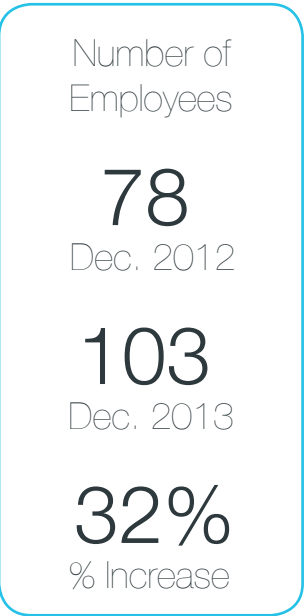 Number of
Employees
78
Dec. 2012
103
Dec. 2013
32%
% Increase